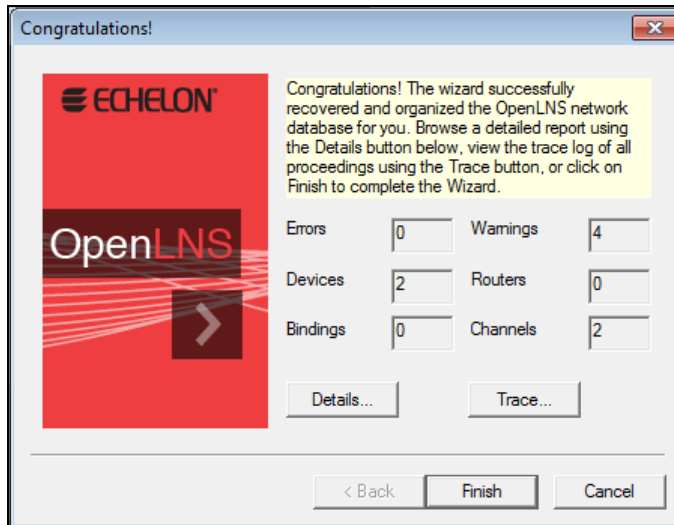 Congratulations!
ECHELON®
OpenLNS
Congratulations! The wizard successfully
recovered and organized the OpenLNS network
database for you. Browse a detailed report using
the Details button below, view the trace log of all
proceedings using the Trace button, or click on
Finish to complete the Wizard.
Errors 0 Warnings 4
Devices 2 Routers 0
Bindings 0 Channels 2
Details... Trace...
< Back Finish Cancel